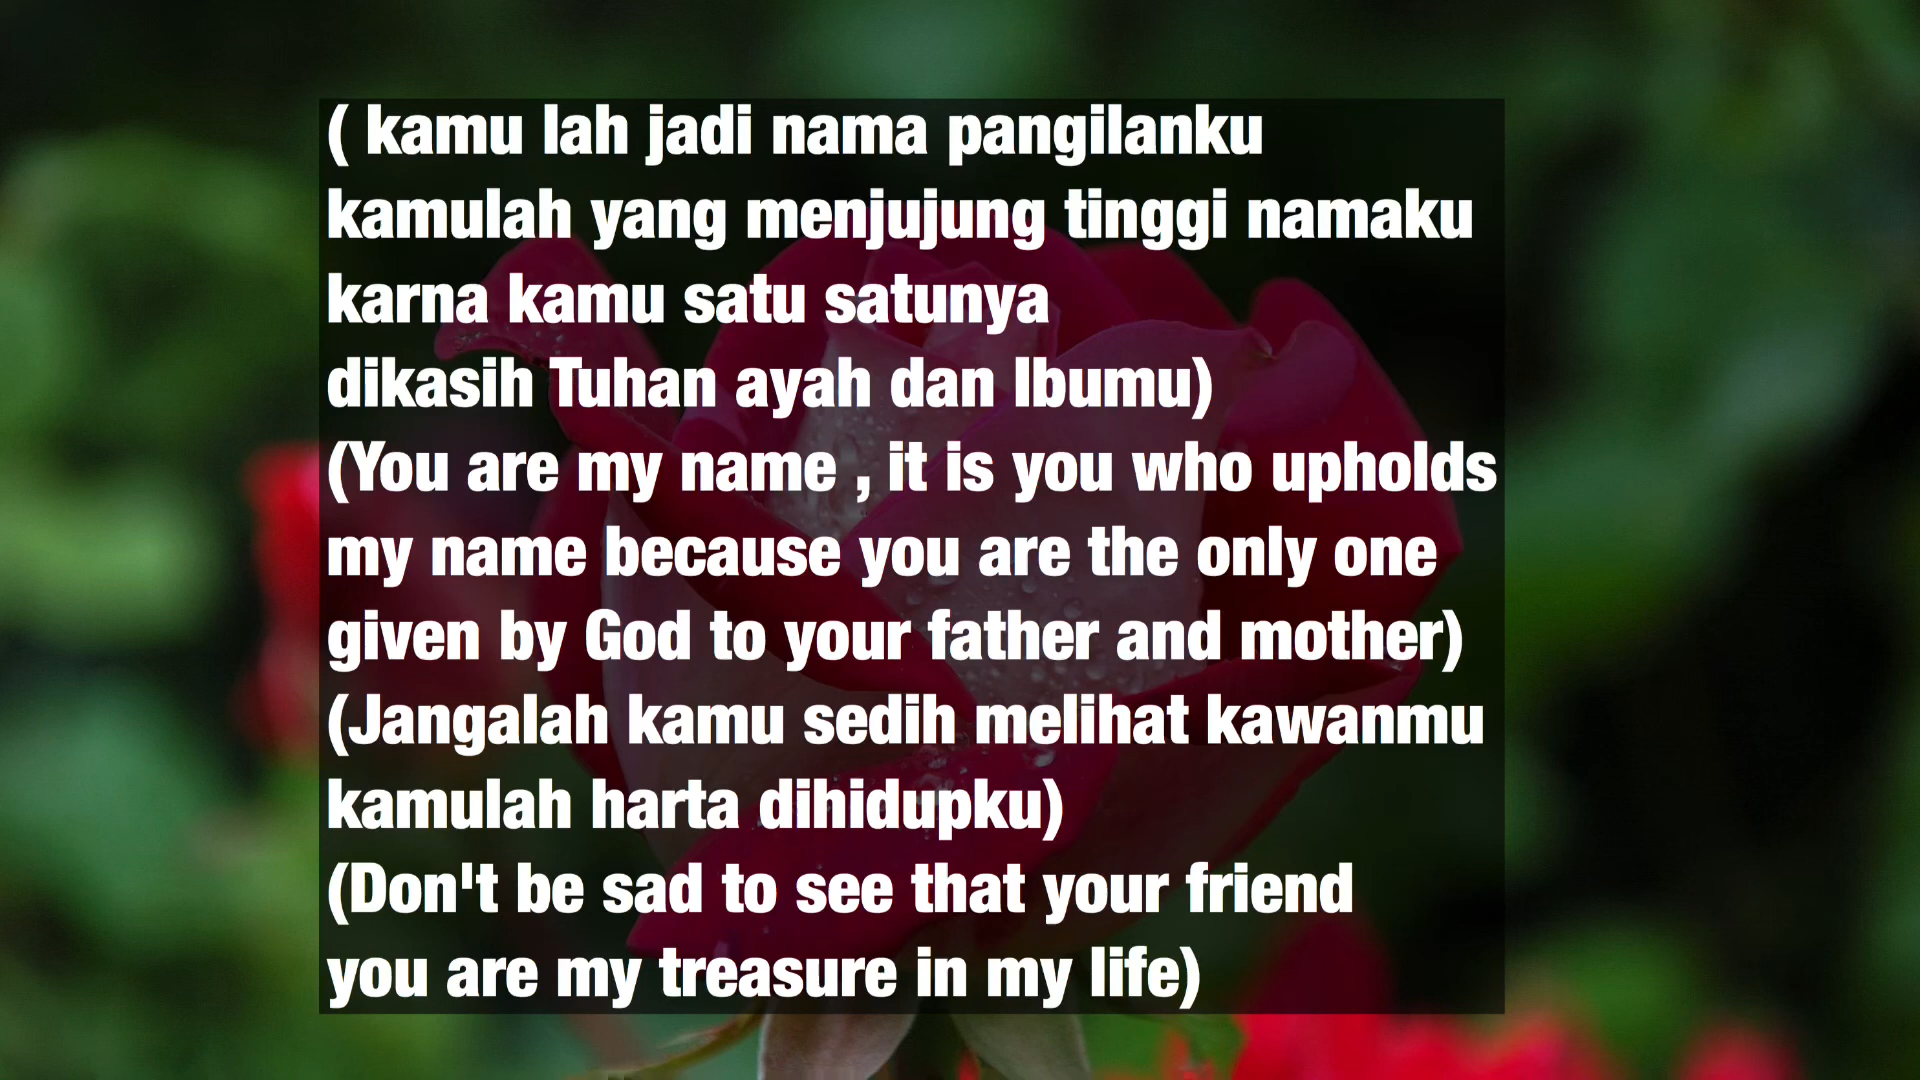 ( kamu lah jadi nama pangilanku
kamulah yang menjujung tinggi namaku
karna kamu satu satunya
dikasih Tuhan ayah dan Ibumu)
(You are my name , it is you who upholds
my name because you are the only one
given by God to your father and mother)
(Jangalah kamu sedih melihat kawanmu
kamulah harta dihidupku)
(Don't be sad to see that your friend
you are my treasure in my life)